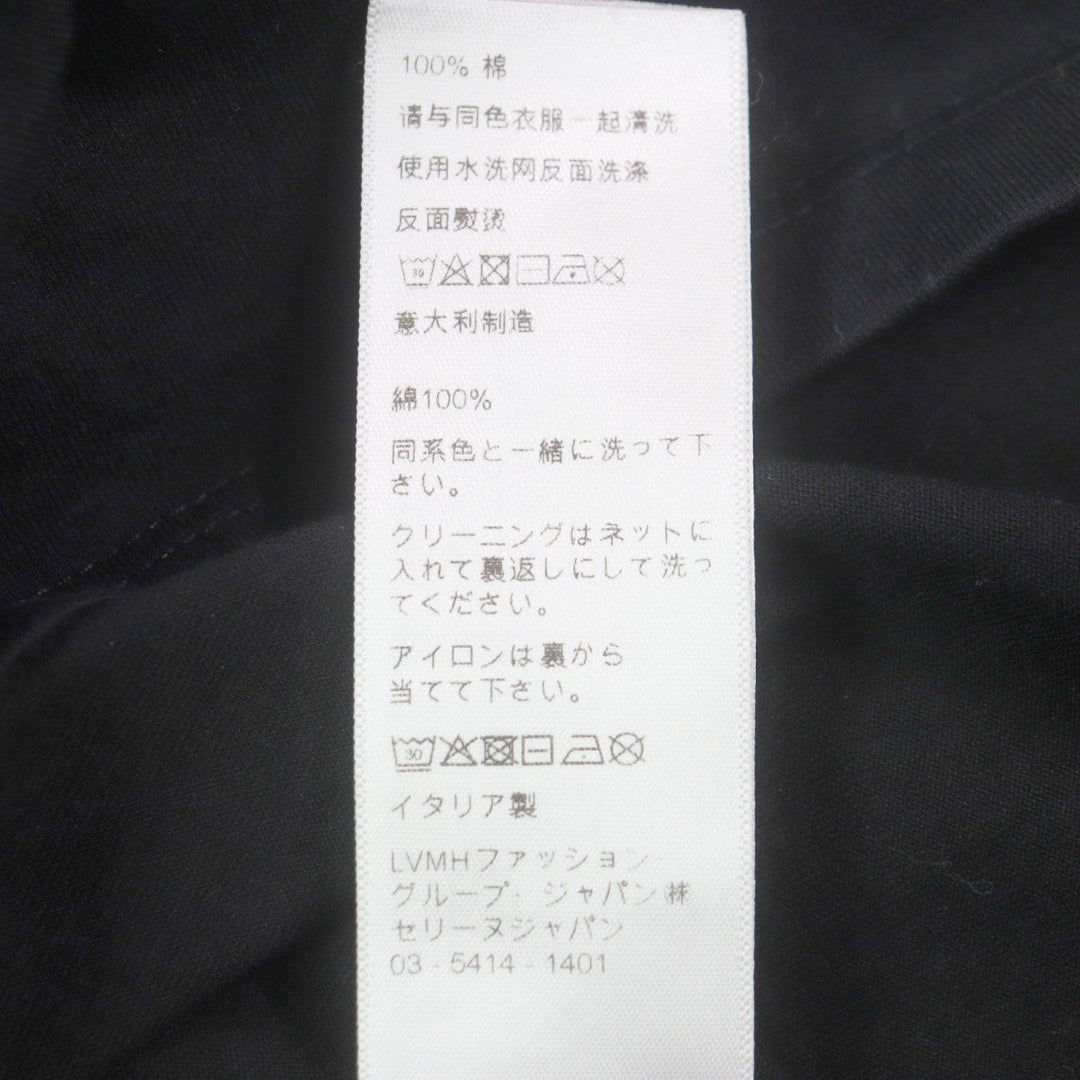 100% 棉
请与同色衣服一起清洗
使用水洗网反面洗涤
反面熨烫
30
意大利制造
綿100%
同系色と一緒に洗って下
さい。
クリーニングはネットに
入れて裏返しにして洗っ
てください。
アイロンは裏から
当てて下さい。
30
イタリア製
LVMHファッション
グループ・ジャパン㈱
セリーヌジャパン
03 - 5414 - 1401